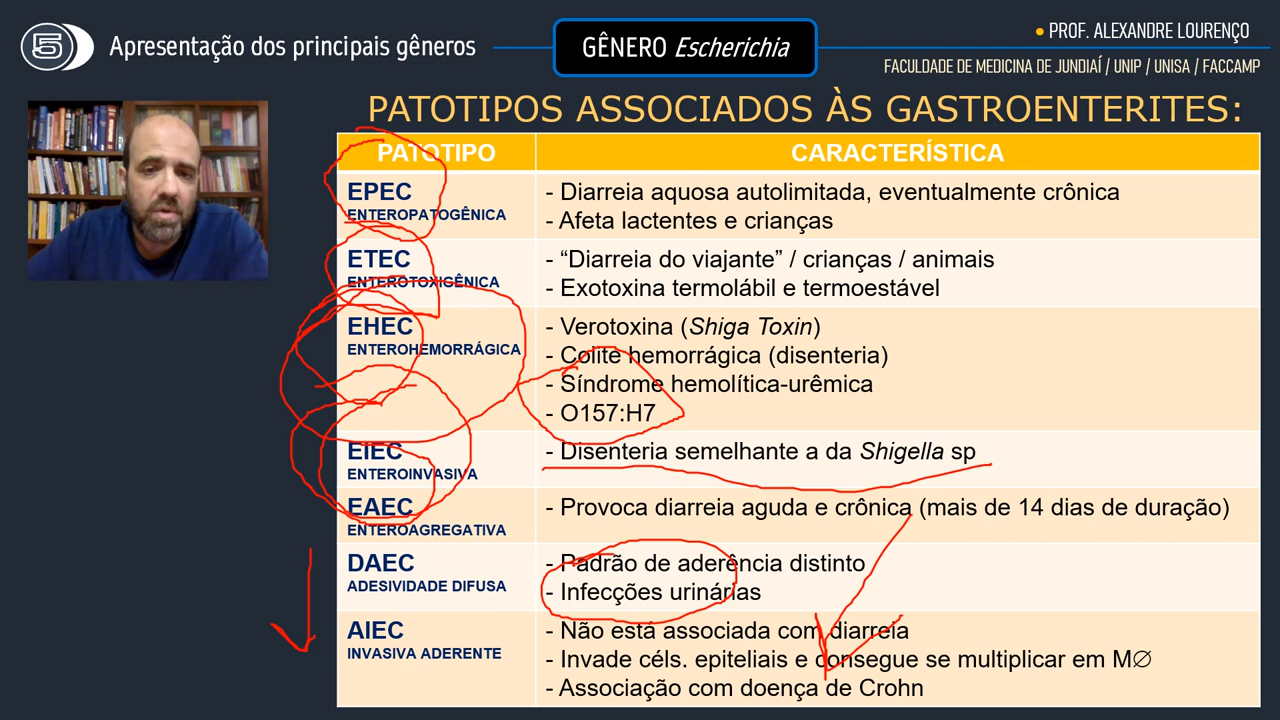 5
Apresentação dos principais gêneros
GÊNERO Escherichia
• PROF. ALEXANDRE LOURENÇO
FACULDADE DE MEDICINA DE JUNDIAÍ / UNIP / UNISA / FACCAMP
PATOTIPOS ASSOCIADOS ÀS GASTROENTERITES:
PATOTIPO
CARACTERÍSTICA
EPEC
ENTEROPATOGÊNICA
- Diarreia aquosa autolimitada, eventualmente crônica
- Afeta lactentes e crianças
ETEC
ENTEROTOXIGÊNICA
- “Diarreia do viajante” / crianças / animais
- Exotoxina termolábil e termoestável
EHEC
ENTEROHEMORRÁGICA
- Verotoxina (Shiga Toxin)
- Colite hemorrágica (disenteria)
- Síndrome hemolítica-urêmica
- O157:H7
EIEC
ENTEROINVASIVA
- Disenteria semelhante a da Shigella sp
EAEC
ENTEROAGREGATIVA
- Provoca diarreia aguda e crônica (mais de 14 dias de duração)
DAEC
ADESIVIDADE DIFUSA
- Padrão de aderência distinto
- Infecções urinárias
AIEC
INVASIVA ADERENTE
- Não está associada com diarreia
- Invade céls. epiteliais e consegue se multiplicar em M∅
- Associação com doença de Crohn